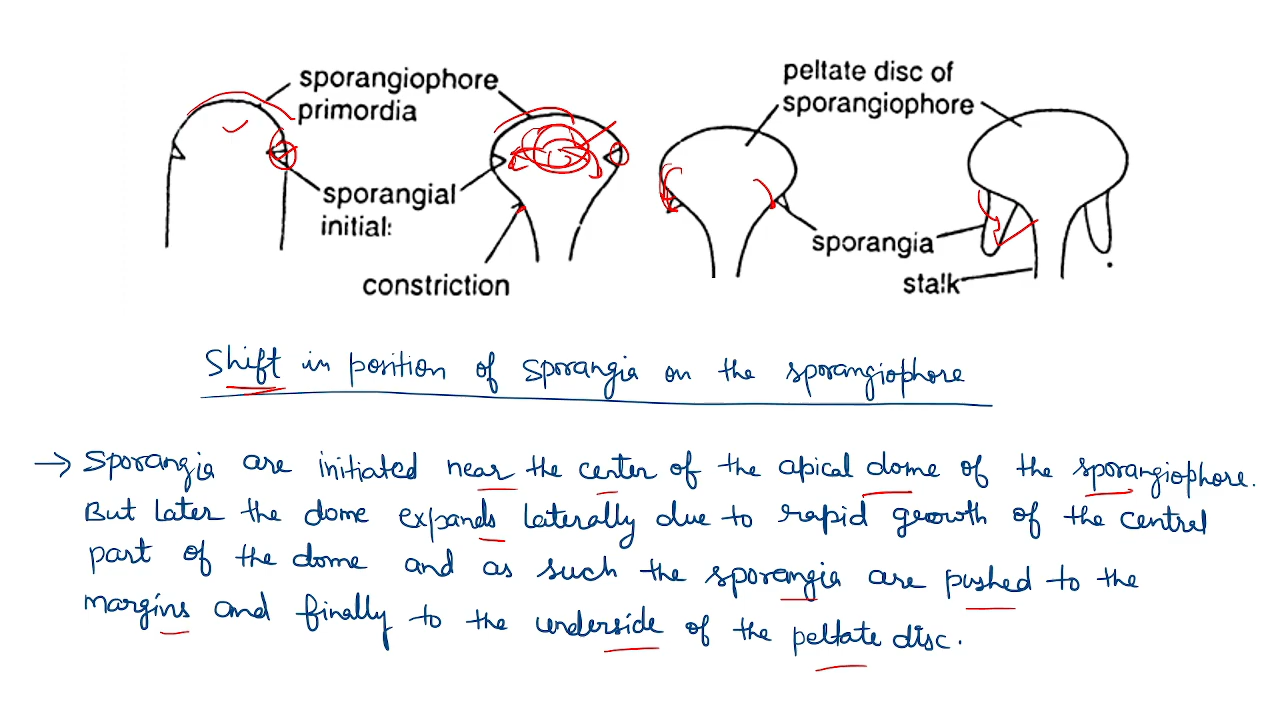 sporangiophore
primordia
peltate disc of
sporangiophore
sporangial
initial:
sporangia
constriction
stalk
Shift in position of sporangia on the sporangiophore
→ Sporangia are initiated near the center of the apical dome of the sporangiophore.
But later the dome expands laterally due to rapid growth of the central
part of the dome and as such the sporangia are pushed to the
margins and finally to the underside of the peltate disc.